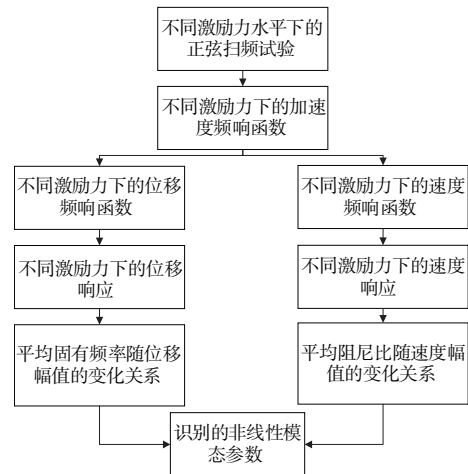 不同激励力水平下的
正弦扫频试验
不同激励力下的加速
度频响函数
不同激励力下的位移
频响函数
不同激励力下的速度
频响函数
不同激励力下的位移
响应
不同激励力下的速度
响应
平均固有频率随位移
幅值的变化关系
平均阻尼比随速度幅
值的变化关系
识别的非线性模
态参数